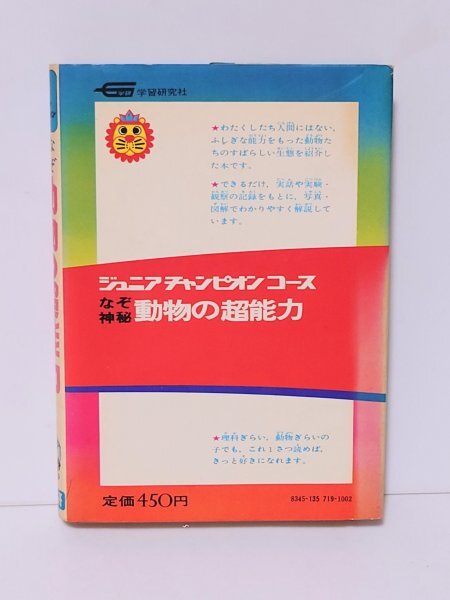 学習研究社
★わたくしたち人間にはない、
ふしぎな能力をもった動物た
ちのすばらしい生態を紹介し
た本です。
★できるだけ、実話や実験・
観察の記録をもとに、写真・
図解でわかりやすく解説して
います。
ジュニアチャンピオンコース
なぞ
神秘
動物の超能力
★理科ぎらい、動物ぎらいの
子でも、これ1さつ読めば、
きっと好きになれます。
定価450円
8345-135 719-1002